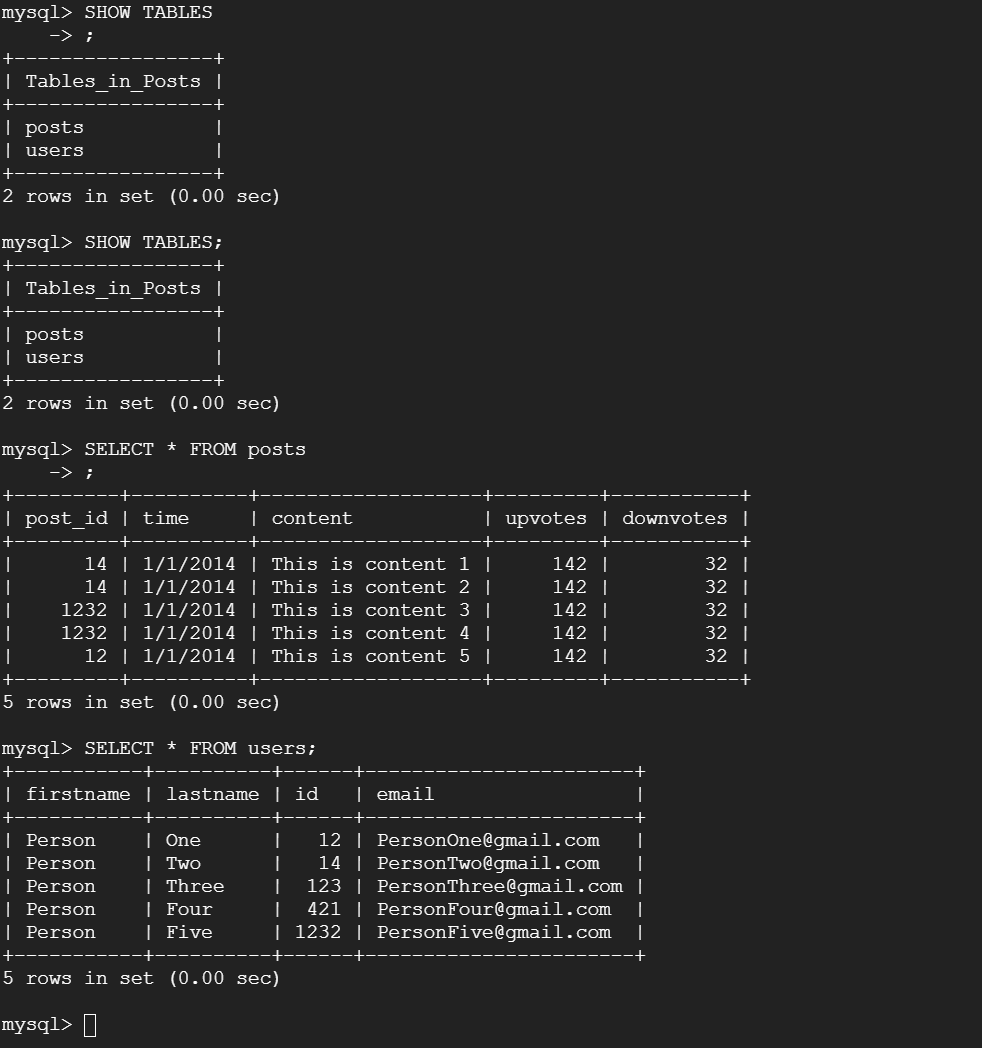 mysql> SHOW TABLES
    -> ;
+-----------------+
| Tables_in_Posts |
+-----------------+
| posts           |
| users           |
+-----------------+
2 rows in set (0.00 sec)

mysql> SHOW TABLES;
+-----------------+
| Tables_in_Posts |
+-----------------+
| posts           |
| users           |
+-----------------+
2 rows in set (0.00 sec)

mysql> SELECT * FROM posts
    -> ;
+---------+----------+-------------------+---------+-----------+
| post_id | time     | content           | upvotes | downvotes |
+---------+----------+-------------------+---------+-----------+
|      14 | 1/1/2014 | This is content 1 |     142 |        32 |
|      14 | 1/1/2014 | This is content 2 |     142 |        32 |
|    1232 | 1/1/2014 | This is content 3 |     142 |        32 |
|    1232 | 1/1/2014 | This is content 4 |     142 |        32 |
|      12 | 1/1/2014 | This is content 5 |     142 |        32 |
+---------+----------+-------------------+---------+-----------+
5 rows in set (0.00 sec)

mysql> SELECT * FROM users;
+-----------+----------+------+-----------------------+
| firstname | lastname | id   | email                 |
+-----------+----------+------+-----------------------+
| Person    | One      |   12 | PersonOne@gmail.com   |
| Person    | Two      |   14 | PersonTwo@gmail.com   |
| Person    | Three    |  123 | PersonThree@gmail.com |
| Person    | Four     |  421 | PersonFour@gmail.com  |
| Person    | Five     | 1232 | PersonFive@gmail.com  |
+-----------+----------+------+-----------------------+
5 rows in set (0.00 sec)

mysql>